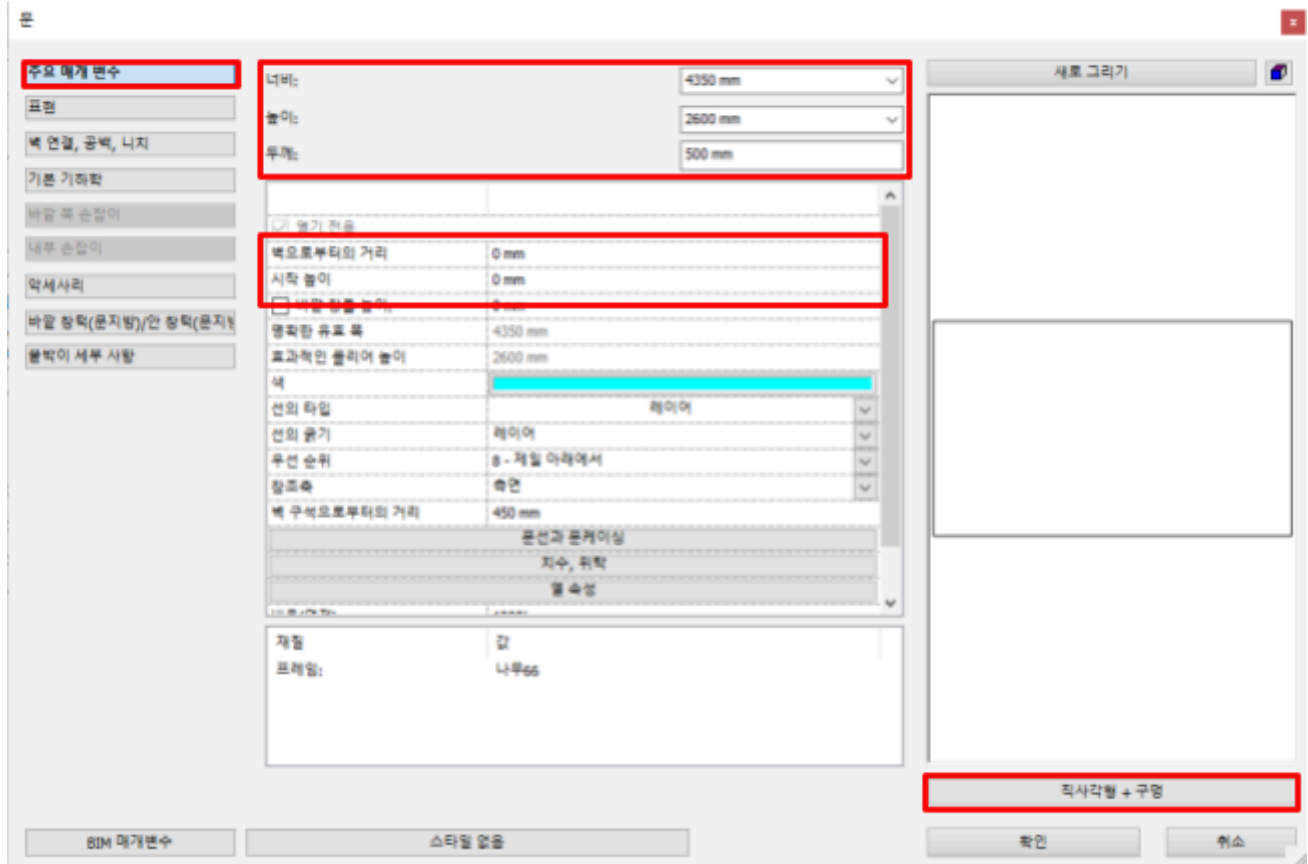 문
x
주요 매개 변수
표현
벽 연결, 공백, 니치
기본 기하학
바깥 쪽 손잡이
내부 손잡이
악세사리
바깥 창턱(문지방)/안 창턱(문지방
붙박이 세부 사항
너비: 4350 mm
높이: 2600 mm
두께: 500 mm
열기 전용
벽으로부터의 거리 0 mm
시작 높이 0 mm
바깥 창틀 높이: 0 mm
명확한 유효 폭 4350 mm
효과적인 클리어 높이 2600 mm
색
선의 타입 레이어
선의 굵기 레이어
우선 순위 8 - 제일 아래에서
참조축 측면
벽 구석으로부터의 거리 450 mm
문선과 문케이싱
치수, 위탁
열 속성
재질 값
프레임: 나무66
새로 그리기
직사각형 + 구멍
BIM 매개변수
스타일 없음
확인
취소